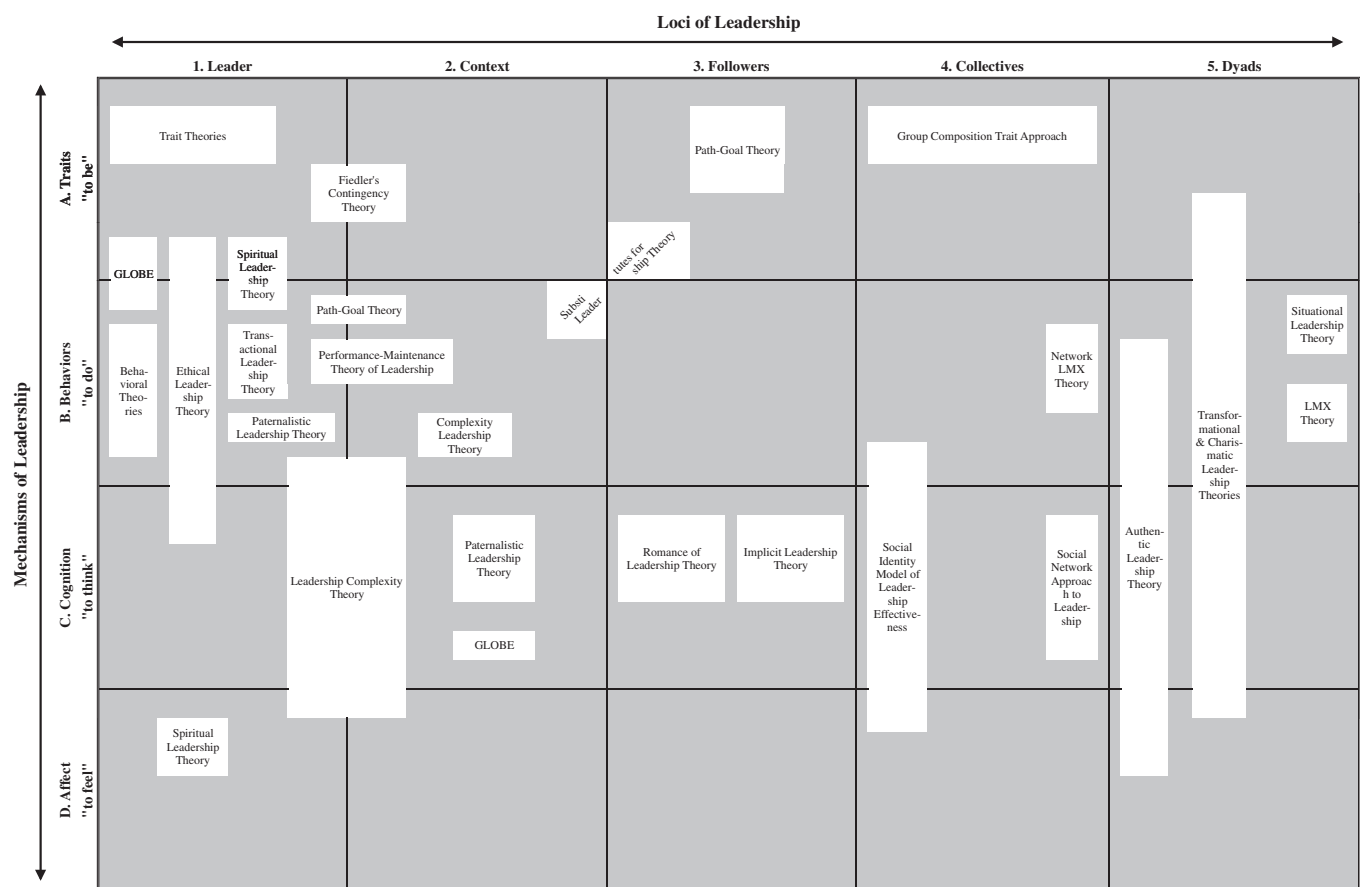 Loci of Leadership
1. Leader
2. Context
3. Followers
4. Collectives
5. Dyads
Mechanisms of Leadership
A. Traits
"to be"
Trait Theories
Fiedler's
Contingency
Theory
Path-Goal Theory
Group Composition Trait Approach
tutes for
ship Theory
GLOBE
Spiritual
Leader-
ship
Theory
B. Behaviors
"to do"
Beha-
vioral
Theo-
ries
Ethical
Leader-
ship
Theory
Trans-
actional
Leader-
ship
Theory
Paternalistic
Leadership Theory
Path-Goal Theory
Performance-Maintenance
Theory of Leadership
Complexity
Leadership
Theory
Substi
Leader
Network
LMX
Theory
Transfor-
mational
& Charis-
matic
Leader-
ship
Theories
Situational
Leadership
Theory
LMX
Theory
C. Cognition
"to think"
Leadership Complexity
Theory
Paternalistic
Leadership
Theory
GLOBE
Romance of
Leadership Theory
Implicit Leadership
Theory
Social
Identity
Model of
Leader-
ship
Effective-
ness
Social
Network
Approac
h to
Leader-
ship
Authen-
tic
Leader-
ship
Theory
D. Affect
"to feel"
Spiritual
Leadership
Theory